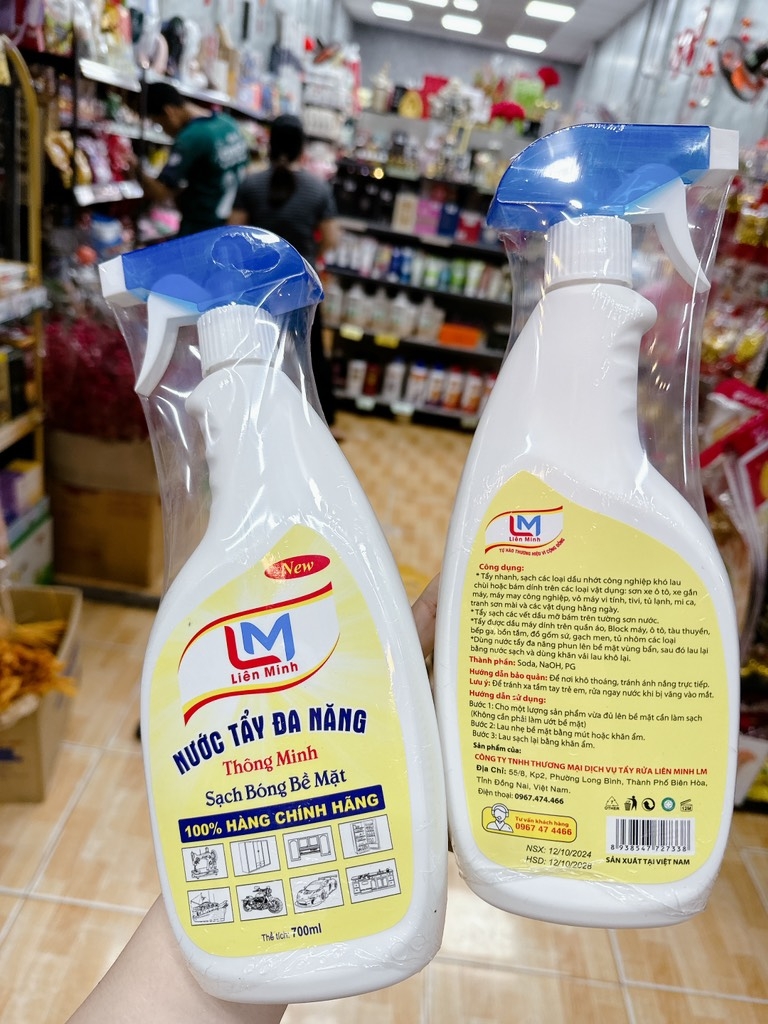 New
LM
Liên Minh
NƯỚC TẨY ĐA NĂNG
Thông Minh
Sạch Bóng Bề Mặt
100% HÀNG CHÍNH HÃNG
Thể tích: 700ml
LM
Liên Minh
TỰ HÀO THƯƠNG HIỆU VÌ CỘNG ĐỒNG
Công dụng:
* Tẩy nhanh, sạch các loại dầu nhớt công nghiệp khó lau
chùi hoặc bám dính trên các loại vật dụng: sơn xe ô tô, xe gắn
máy, máy may công nghiệp, vỏ máy vi tính, tivi, tủ lạnh, mi ca,
tranh sơn mài và các vật dụng hằng ngày.
* Tẩy sạch các vết dầu mỡ bám trên tường sơn nước.
*Tẩy được dầu máy dính trên quần áo, Block máy, ô tô, tàu thuyền,
bếp ga, bồn tắm, đồ gốm sứ, gạch men, tủ nhôm các loại
*Dùng nước tẩy đa năng phun lên bề mặt vùng bẩn, sau đó lau lại
bằng nước sạch và dùng khăn vải lau khô lại.
Thành phần: Soda, NaOH, PG
Hướng dẫn bảo quản: Để nơi khô thoáng, tránh ánh nắng trực tiếp.
Lưu ý: Để tránh xa tầm tay trẻ em, rửa ngay nước khi bị văng vào mắt.
Hướng dẫn sử dụng:
Bước 1: Cho một lượng sản phẩm vừa đủ lên bề mặt cần làm sạch
(Không cần phải làm ướt bề mặt)
Bước 2: Lau nhẹ bề mặt bằng mút hoặc khăn ẩm.
Bước 3: Lau sạch lại bằng khăn ẩm.
Sản phẩm của:
CÔNG TY TNHH THƯƠNG MẠI DỊCH VỤ TẨY RỬA LIÊN MINH LM
Địa Chỉ: 55/8, Kp2, Phường Long Bình, Thành Phố Biên Hòa,
Tỉnh Đồng Nai, Việt Nam.
Điện thoại: 0967.474.466
Tư vấn khách hàng
0967 47 4466
OTHER
12M
8 938547 727338
NSX: 12/10/2024
HSD: 12/10/2028
SẢN XUẤT TẠI VIỆT NAM